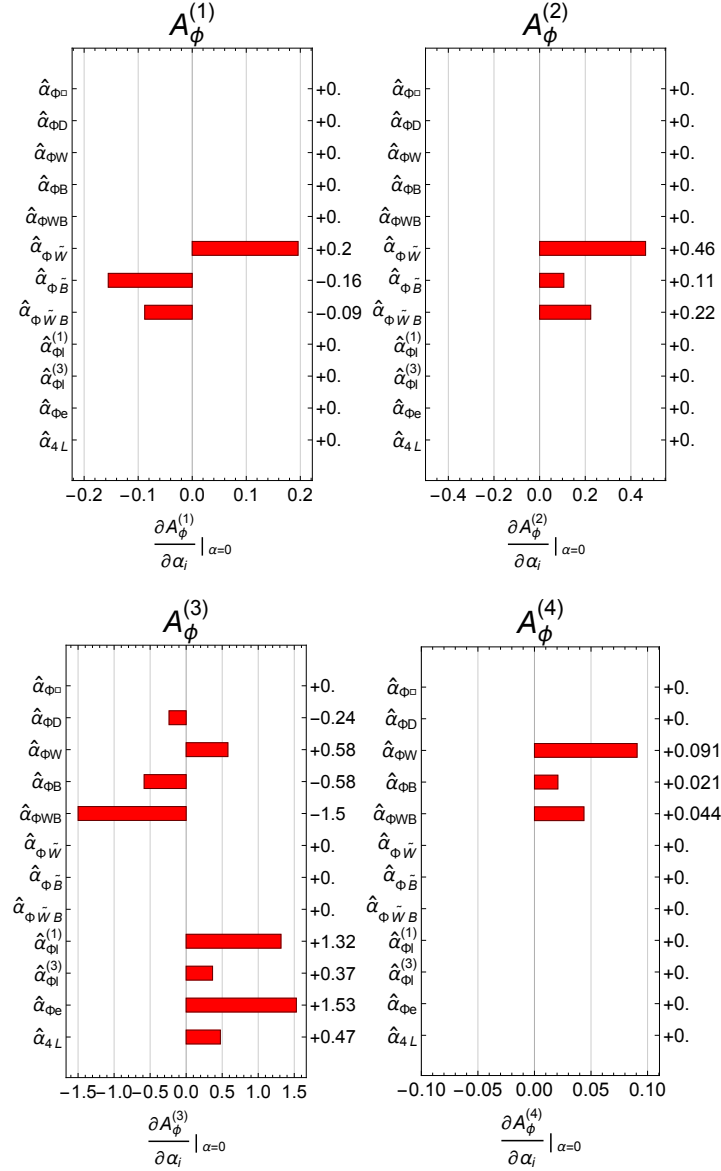 A_ϕ^(1)
α̂_Φ□ +0.
α̂_ΦD +0.
α̂_ΦW +0.
α̂_ΦB +0.
α̂_ΦWB +0.
α̂_ΦW̃ +0.2
α̂_ΦB̃ −0.16
α̂_ΦW̃B −0.09
α̂_Φl^(1) +0.
α̂_Φl^(3) +0.
α̂_Φe +0.
α̂_4L +0.
−0.2 −0.1 0.0 0.1 0.2
∂A_ϕ^(1)
∂α_i |α=0
A_ϕ^(2)
α̂_Φ□ +0.
α̂_ΦD +0.
α̂_ΦW +0.
α̂_ΦB +0.
α̂_ΦWB +0.
α̂_ΦW̃ +0.46
α̂_ΦB̃ +0.11
α̂_ΦW̃B +0.22
α̂_Φl^(1) +0.
α̂_Φl^(3) +0.
α̂_Φe +0.
α̂_4L +0.
−0.4 −0.2 0.0 0.2 0.4
∂A_ϕ^(2)
∂α_i |α=0
A_ϕ^(3)
α̂_Φ□ +0.
α̂_ΦD −0.24
α̂_ΦW +0.58
α̂_ΦB −0.58
α̂_ΦWB −1.5
α̂_ΦW̃ +0.
α̂_ΦB̃ +0.
α̂_ΦW̃B +0.
α̂_Φl^(1) +1.32
α̂_Φl^(3) +0.37
α̂_Φe +1.53
α̂_4L +0.47
−1.5 −1.0 −0.5 0.0 0.5 1.0 1.5
∂A_ϕ^(3)
∂α_i |α=0
A_ϕ^(4)
α̂_Φ□ +0.
α̂_ΦD +0.
α̂_ΦW +0.091
α̂_ΦB +0.021
α̂_ΦWB +0.044
α̂_ΦW̃ +0.
α̂_ΦB̃ +0.
α̂_ΦW̃B +0.
α̂_Φl^(1) +0.
α̂_Φl^(3) +0.
α̂_Φe +0.
α̂_4L +0.
−0.10 −0.05 0.00 0.05 0.10
∂A_ϕ^(4)
∂α_i |α=0